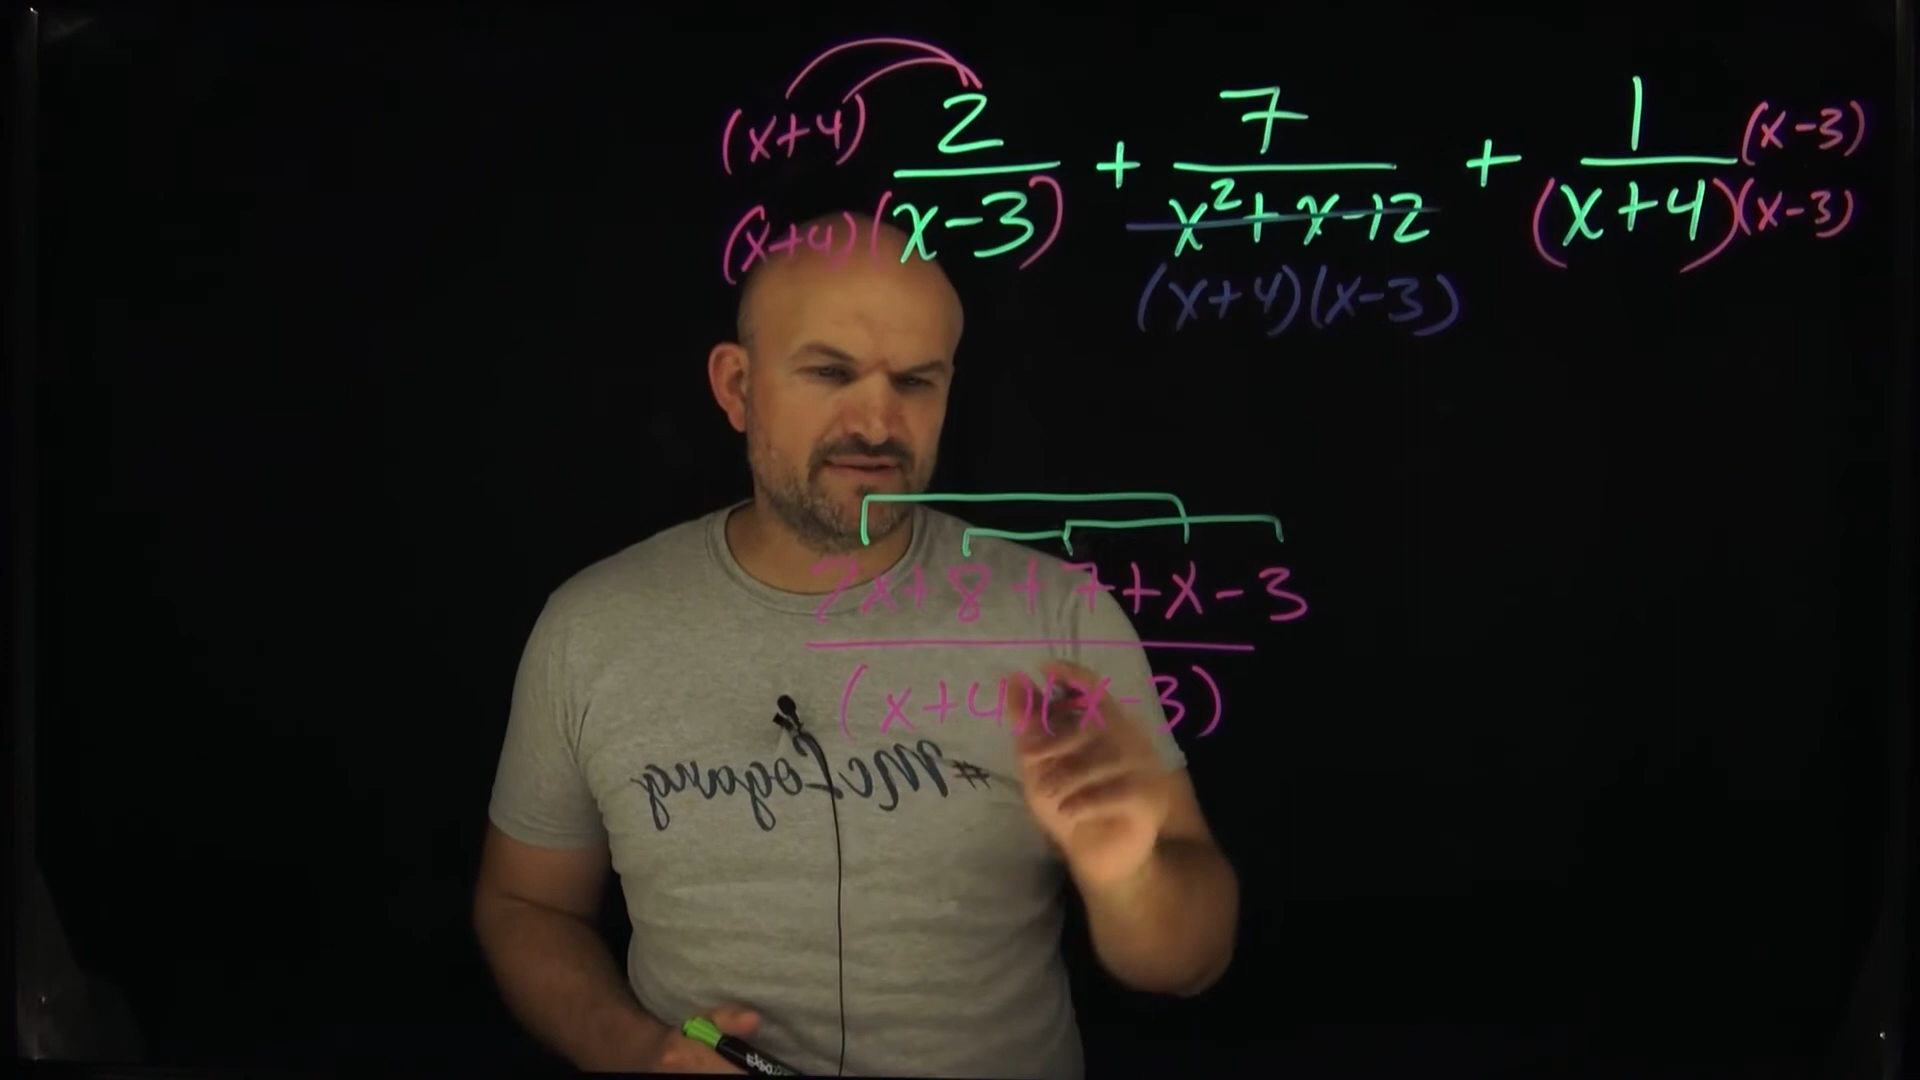 (x+4) 2 + 7 + 1 (x-3)
(x+4)(x-3) x²+x-12 (x+4)(x-3)
(x+4)(x-3)
2x+8+7+x-3
(x+4)(x-3)
#McLogang
EXPO